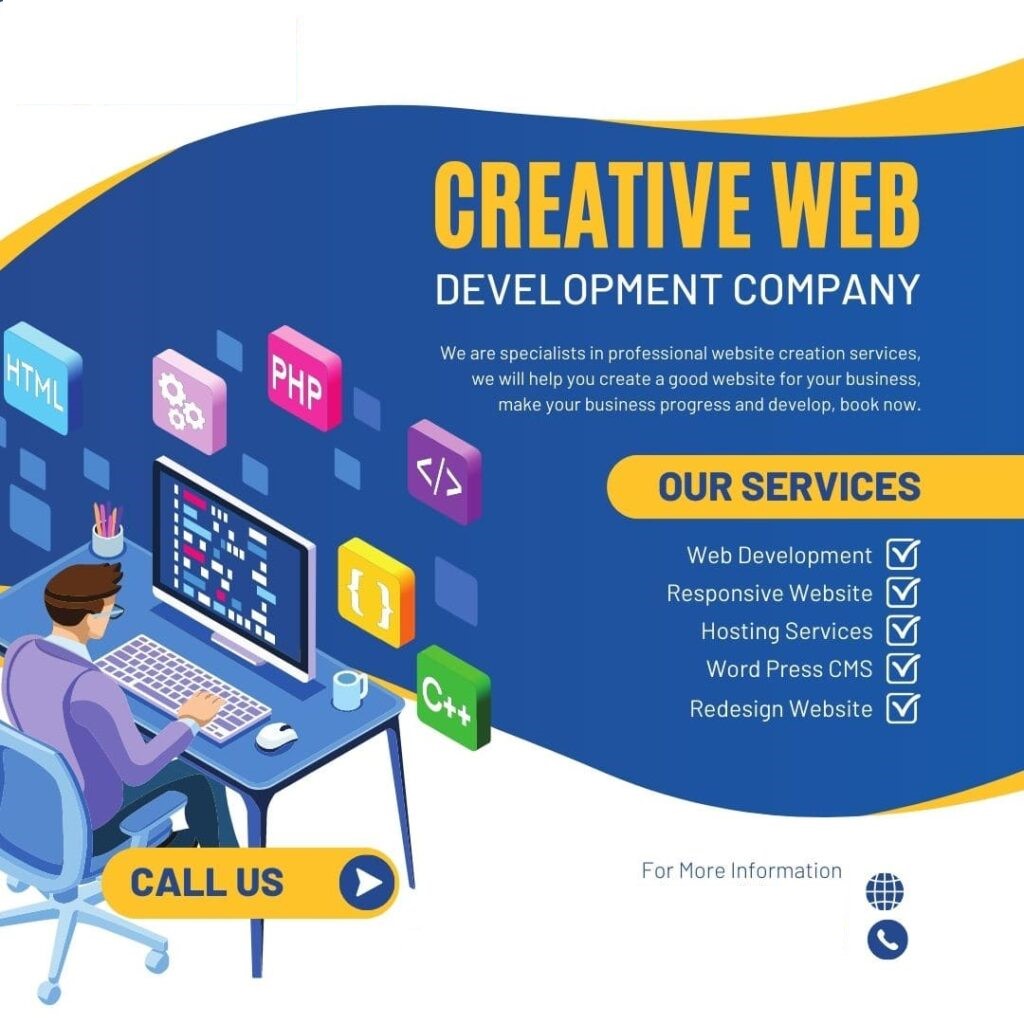 CREATIVE WEB
DEVELOPMENT COMPANY
We are specialists in professional website creation services,
we will help you create a good website for your business,
make your business progress and develop, book now.
HTML
PHP
</>
{ }
C++
OUR SERVICES
Web Development
Responsive Website
Hosting Services
Word Press CMS
Redesign Website
CALL US
For More Information